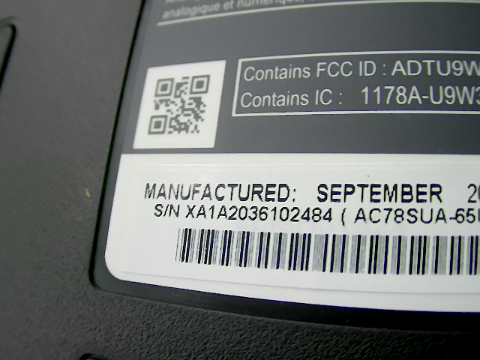 analogique et numérique,
Contains FCC ID : ADTU9W
Contains IC : 1178A-U9W3
MANUFACTURED: SEPTEMBER 20
S/N XA1A2036102484 ( AC78SUA-65U